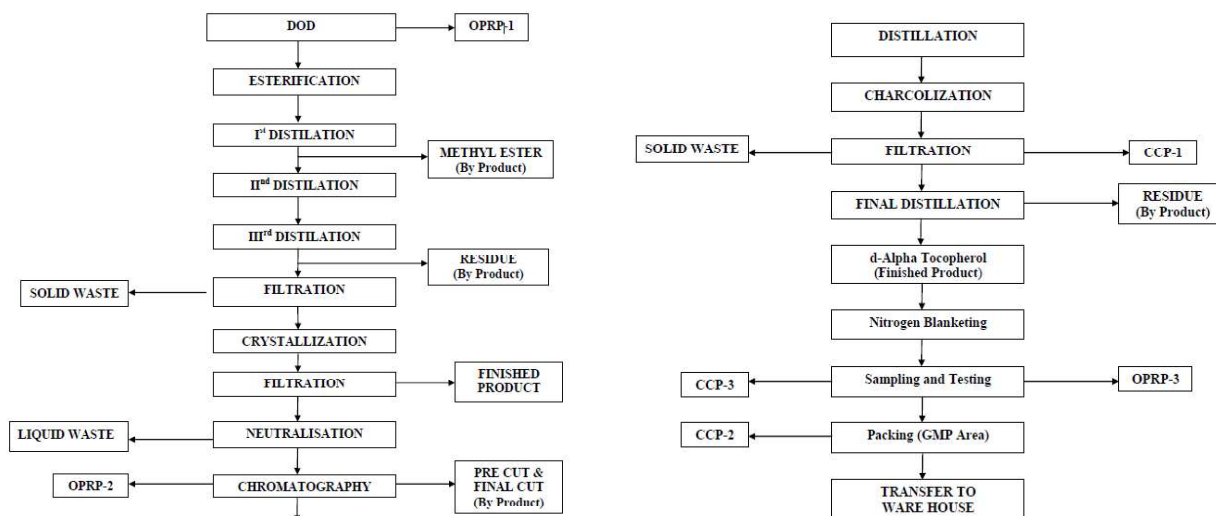 DOD
OPRP-1
ESTERIFICATION
Ist DISTILATION
METHYL ESTER
(By Product)
IInd DISTILATION
IIIrd DISTILATION
RESIDUE
(By Product)
SOLID WASTE
FILTRATION
CRYSTALLIZATION
FILTRATION
FINISHED
PRODUCT
LIQUID WASTE
NEUTRALISATION
OPRP-2
CHROMATOGRAPHY
PRE CUT &
FINAL CUT
(By Product)
DISTILLATION
CHARCOLIZATION
SOLID WASTE
FILTRATION
CCP-1
FINAL DISTILLATION
RESIDUE
(By Product)
d-Alpha Tocopherol
(Finished Product)
Nitrogen Blanketing
CCP-3
Sampling and Testing
OPRP-3
CCP-2
Packing (GMP Area)
TRANSFER TO
WARE HOUSE